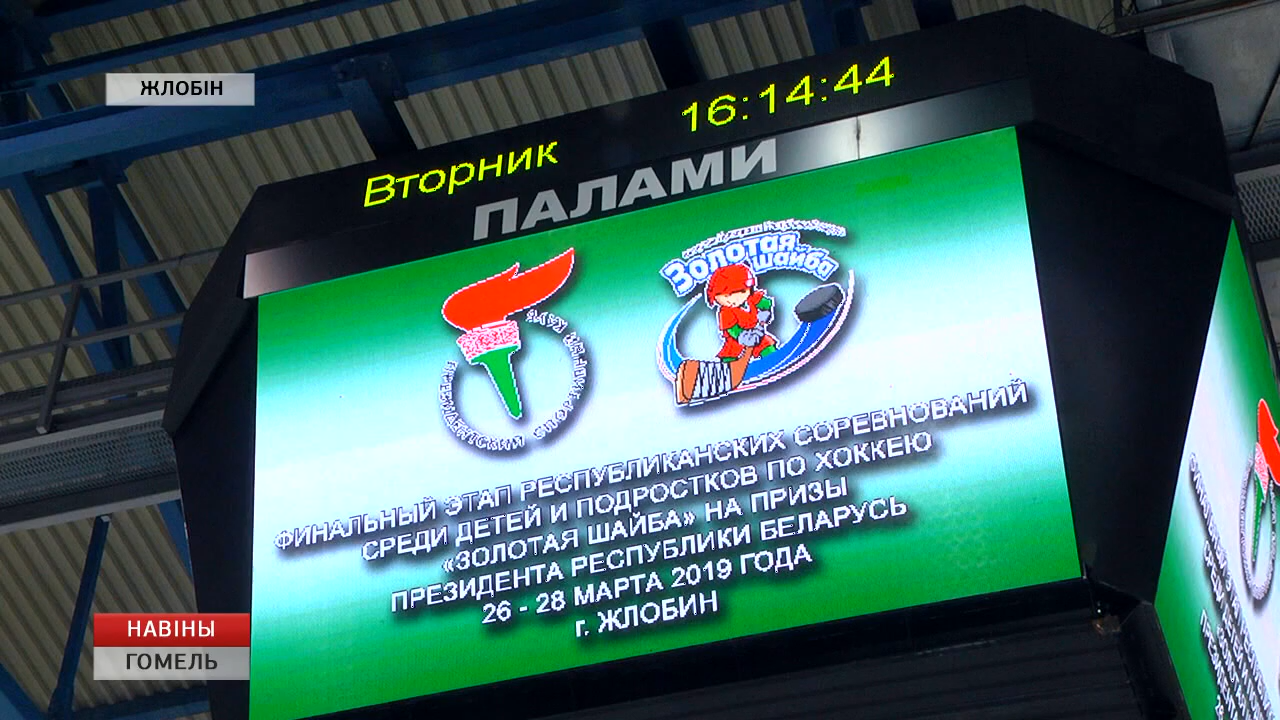 ЖЛОБІН
16:14:44
Вторник
ПАЛАМИ
Золотая
шайба
ФИНАЛЬНЫЙ ЭТАП РЕСПУБЛИКАНСКИХ СОРЕВНОВАНИЙ
СРЕДИ ДЕТЕЙ И ПОДРОСТКОВ ПО ХОККЕЮ
«ЗОЛОТАЯ ШАЙБА» НА ПРИЗЫ
ПРЕЗИДЕНТА РЕСПУБЛИКИ БЕЛАРУСЬ
26 - 28 МАРТА 2019 ГОДА
г. ЖЛОБИН
НАВІНЫ
ГОМЕЛЬ